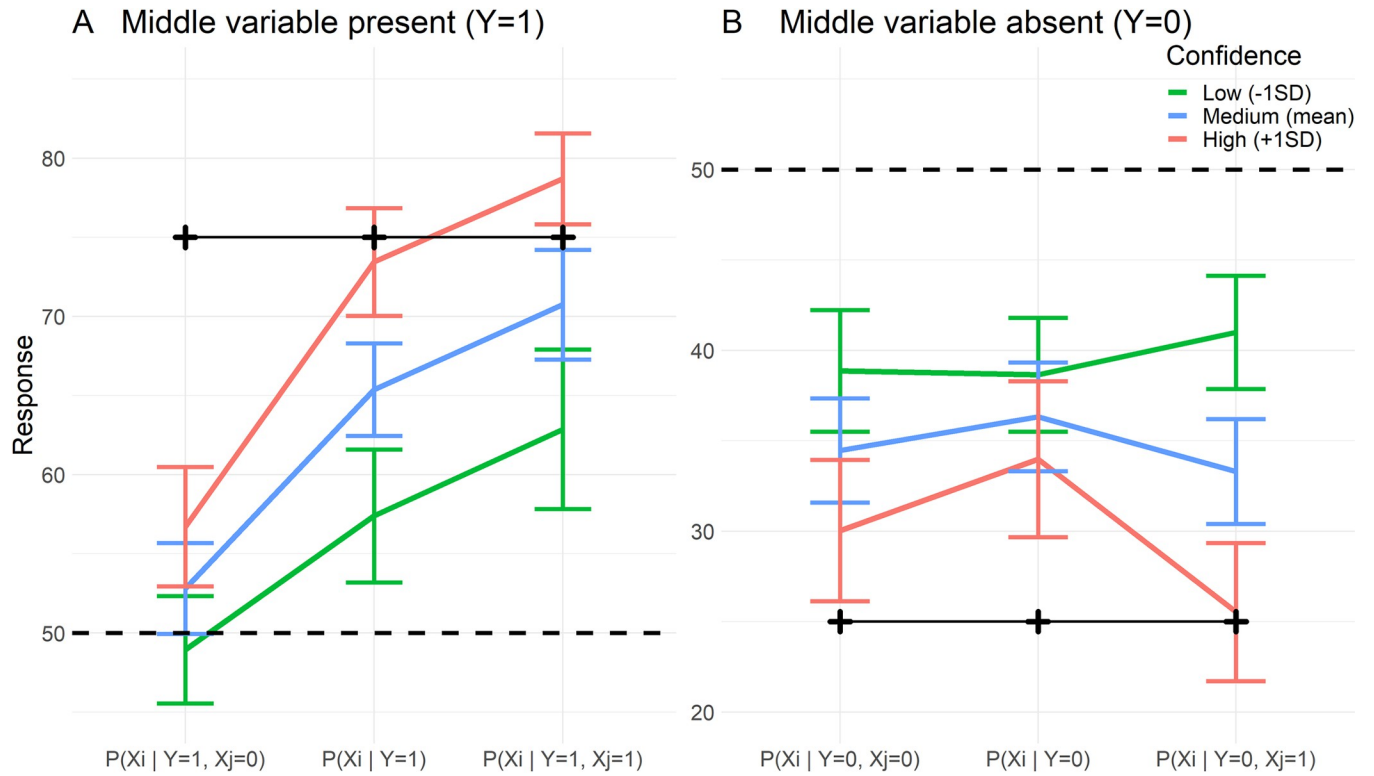 A Middle variable present (Y=1)
B Middle variable absent (Y=0)
Confidence
Low (-1SD)
Medium (mean)
High (+1SD)
Response
80
70
60
50
P(Xi | Y=1, Xj=0)
P(Xi | Y=1)
P(Xi | Y=1, Xj=1)
50
40
30
20
P(Xi | Y=0, Xj=0)
P(Xi | Y=0)
P(Xi | Y=0, Xj=1)